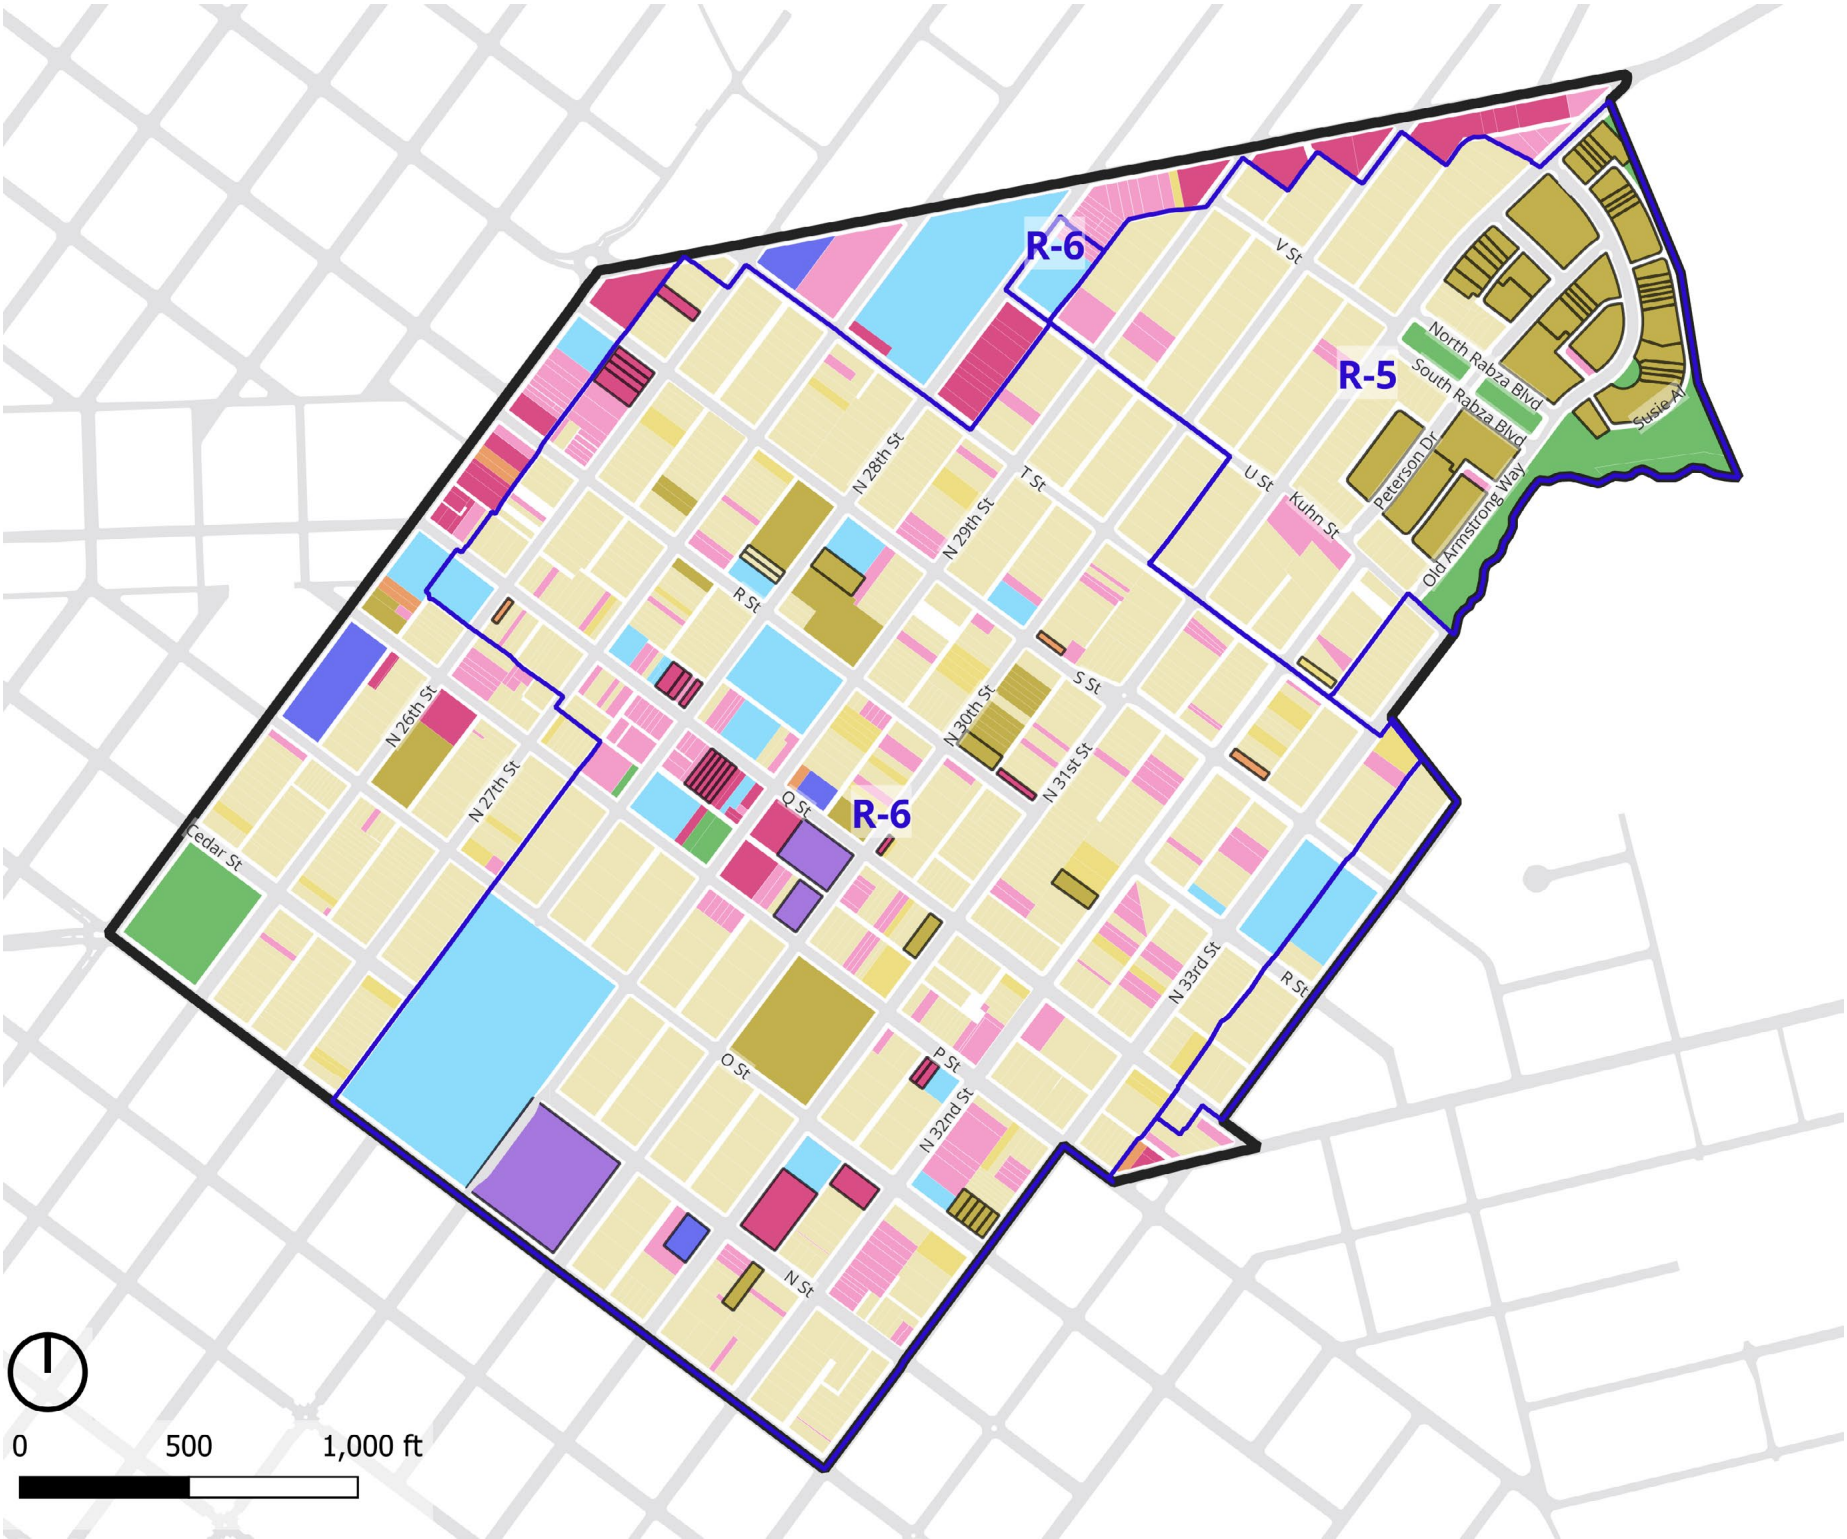 R-6
V St
North Rabza Blvd
R-5
South Rabza Blvd
Susie Al
N 28th St
T St
U St
Peterson Dr
Kuhn St
N 29th St
Old Armstrong Way
R St
S St
N 26th St
N 30th St
N 31st St
N 27th St
Q St
R-6
Cedar St
N 33rd St
R St
P St
O St
N 32nd St
N St
0 500 1,000 ft